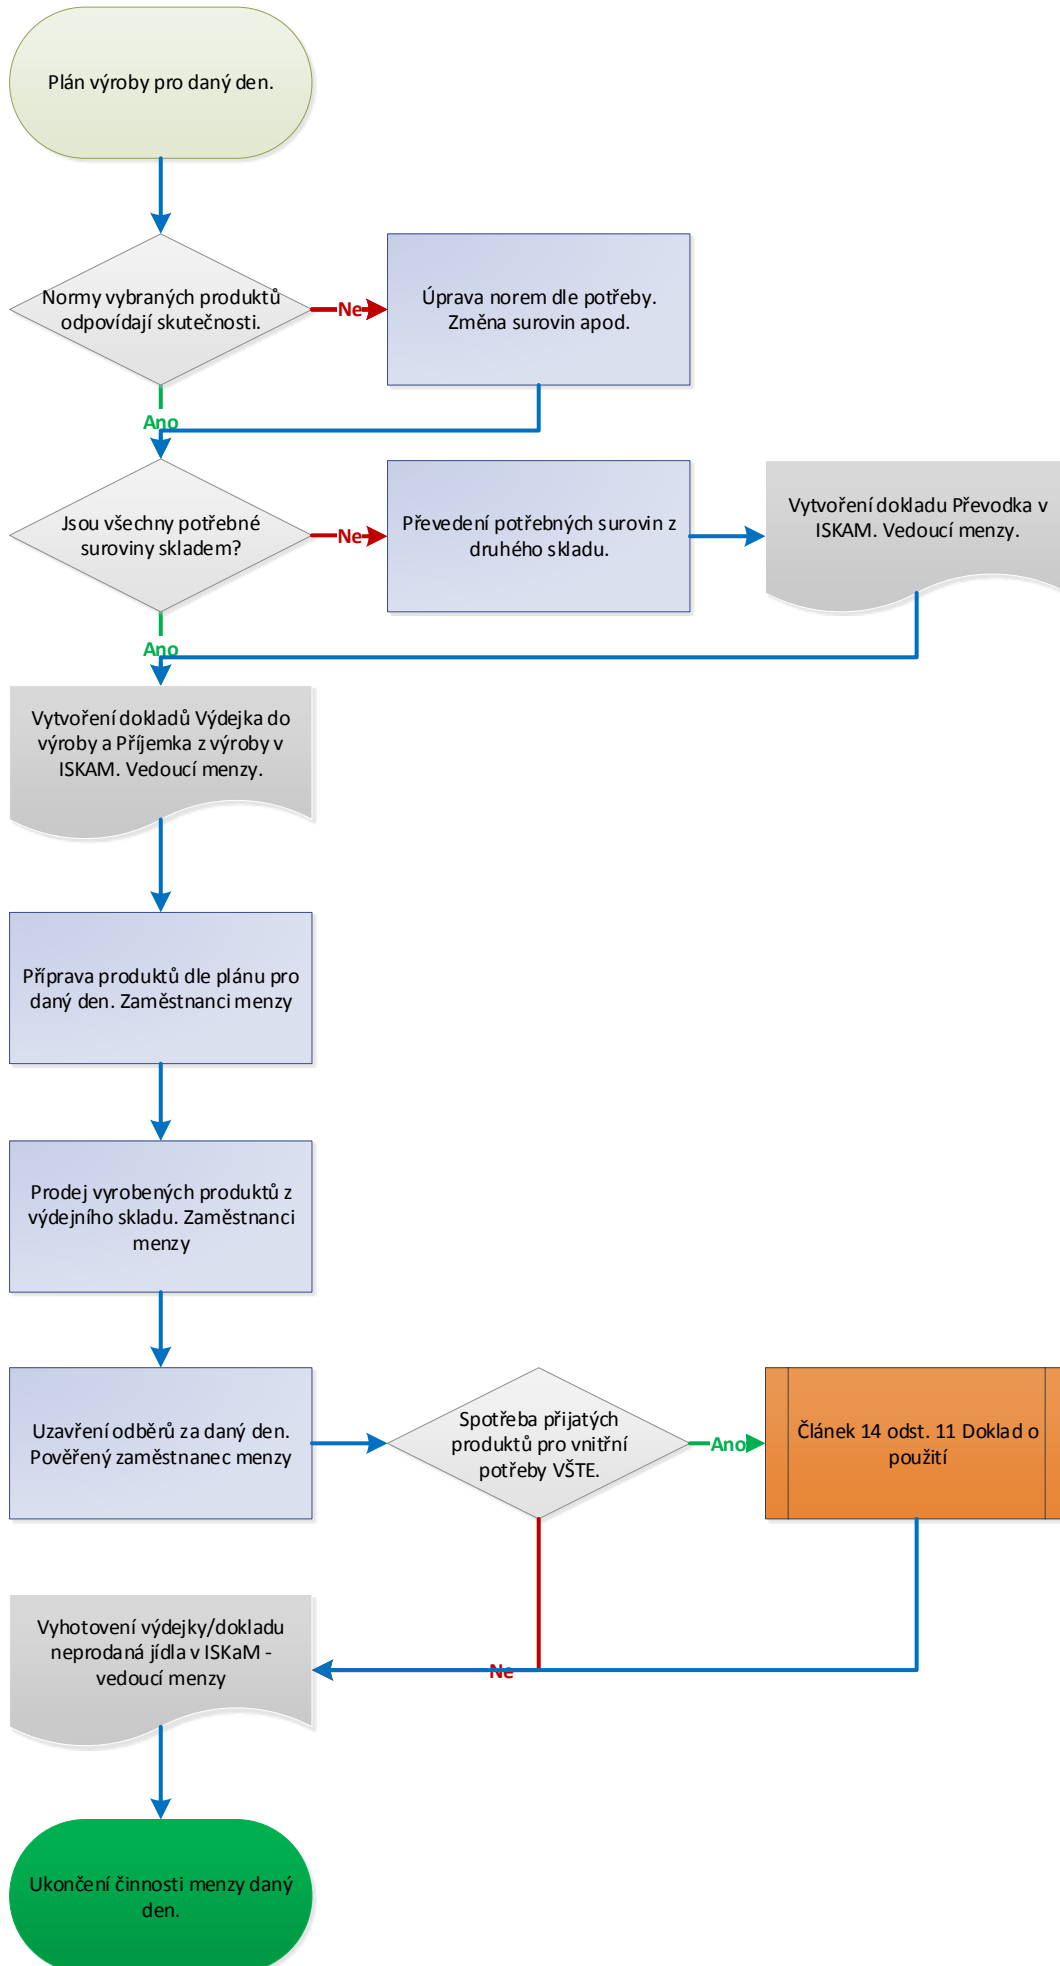 Plán výroby pro daný den.
Normy vybraných produktů
odpovídají skutečnosti.
Ne
Úprava norem dle potřeby.
Změna surovin apod.
Ano
Jsou všechny potřebné
suroviny skladem?
Ne
Převedení potřebných surovin z
druhého skladu.
Vytvoření dokladu Převodka v
ISKAM. Vedoucí menzy.
Ano
Vytvoření dokladů Výdejka do
výroby a Příjemka z výroby v
ISKAM. Vedoucí menzy.
Příprava produktů dle plánu pro
daný den. Zaměstnanci menzy
Prodej vyrobených produktů z
výdejního skladu. Zaměstnanci
menzy
Uzavření odběrů za daný den.
Pověřený zaměstnanec menzy
Spotřeba přijatých
produktů pro vnitřní
potřeby VŠTE.
Ano
Článek 14 odst. 11 Doklad o
použití
Ne
Vyhotovení výdejky/dokladu
neprodaná jídla v ISKaM -
vedoucí menzy
Ukončení činnosti menzy daný
den.